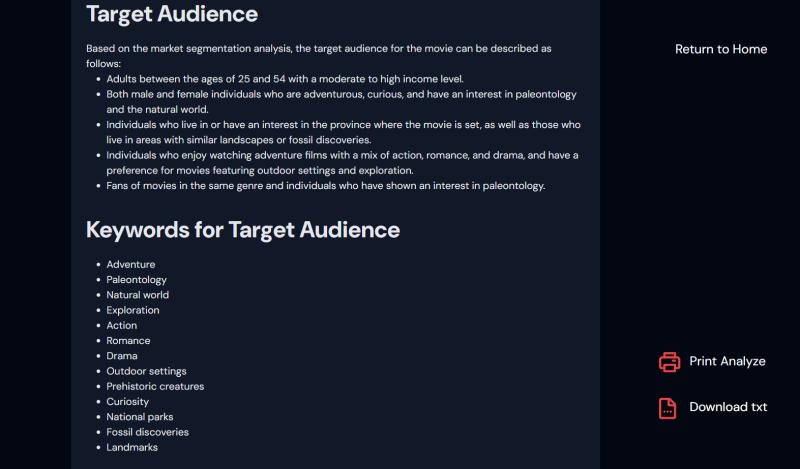 Target Audience
Return to Home
Based on the market segmentation analysis, the target audience for the movie can be described as
follows:
Adults between the ages of 25 and 54 with a moderate to high income level.
Both male and female individuals who are adventurous, curious, and have an interest in paleontology
and the natural world.
Individuals who live in or have an interest in the province where the movie is set, as well as those who
live in areas with similar landscapes or fossil discoveries.
Individuals who enjoy watching adventure films with a mix of action, romance, and drama, and have a
preference for movies featuring outdoor settings and exploration.
Fans of movies in the same genre and individuals who have shown an interest in paleontology.
Keywords for Target Audience
Adventure
Paleontology
Natural world
Exploration
Action
Romance
Drama
Outdoor settings
Prehistoric creatures
Curiosity
National parks
Fossil discoveries
Landmarks
Print Analyze
Download txt